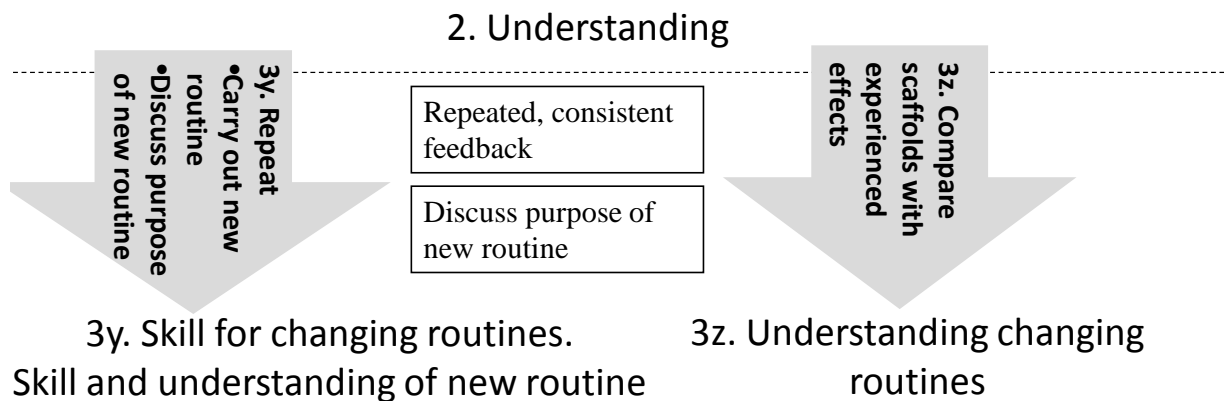 2. Understanding
3y. Repeat
•Carry out new
routine
•Discuss purpose
of new routine
Repeated, consistent
feedback
Discuss purpose of
new routine
3z. Compare
scaffolds with
experienced
effects
3y. Skill for changing routines.
Skill and understanding of new routine
3z. Understanding changing
routines